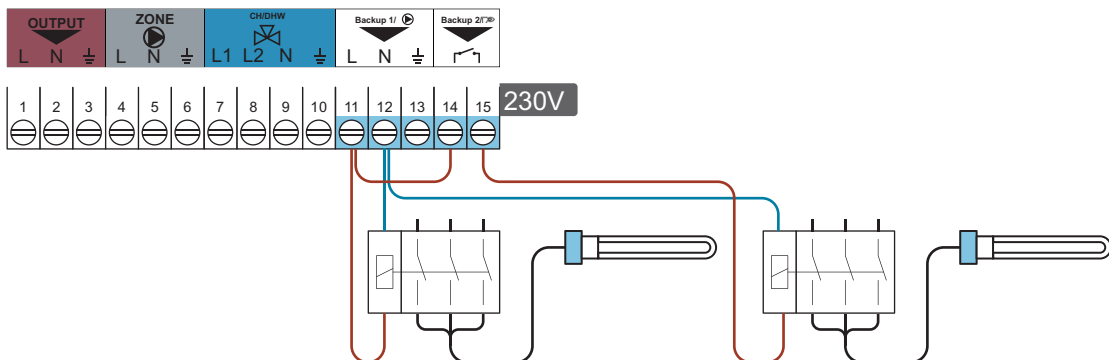 OUTPUT
L N
ZONE
L N
CH/DHW
L1 L2 N
Backup 1/
L N
Backup 2/
1 2 3 4 5 6 7 8 9 10 11 12 13 14 15
230V